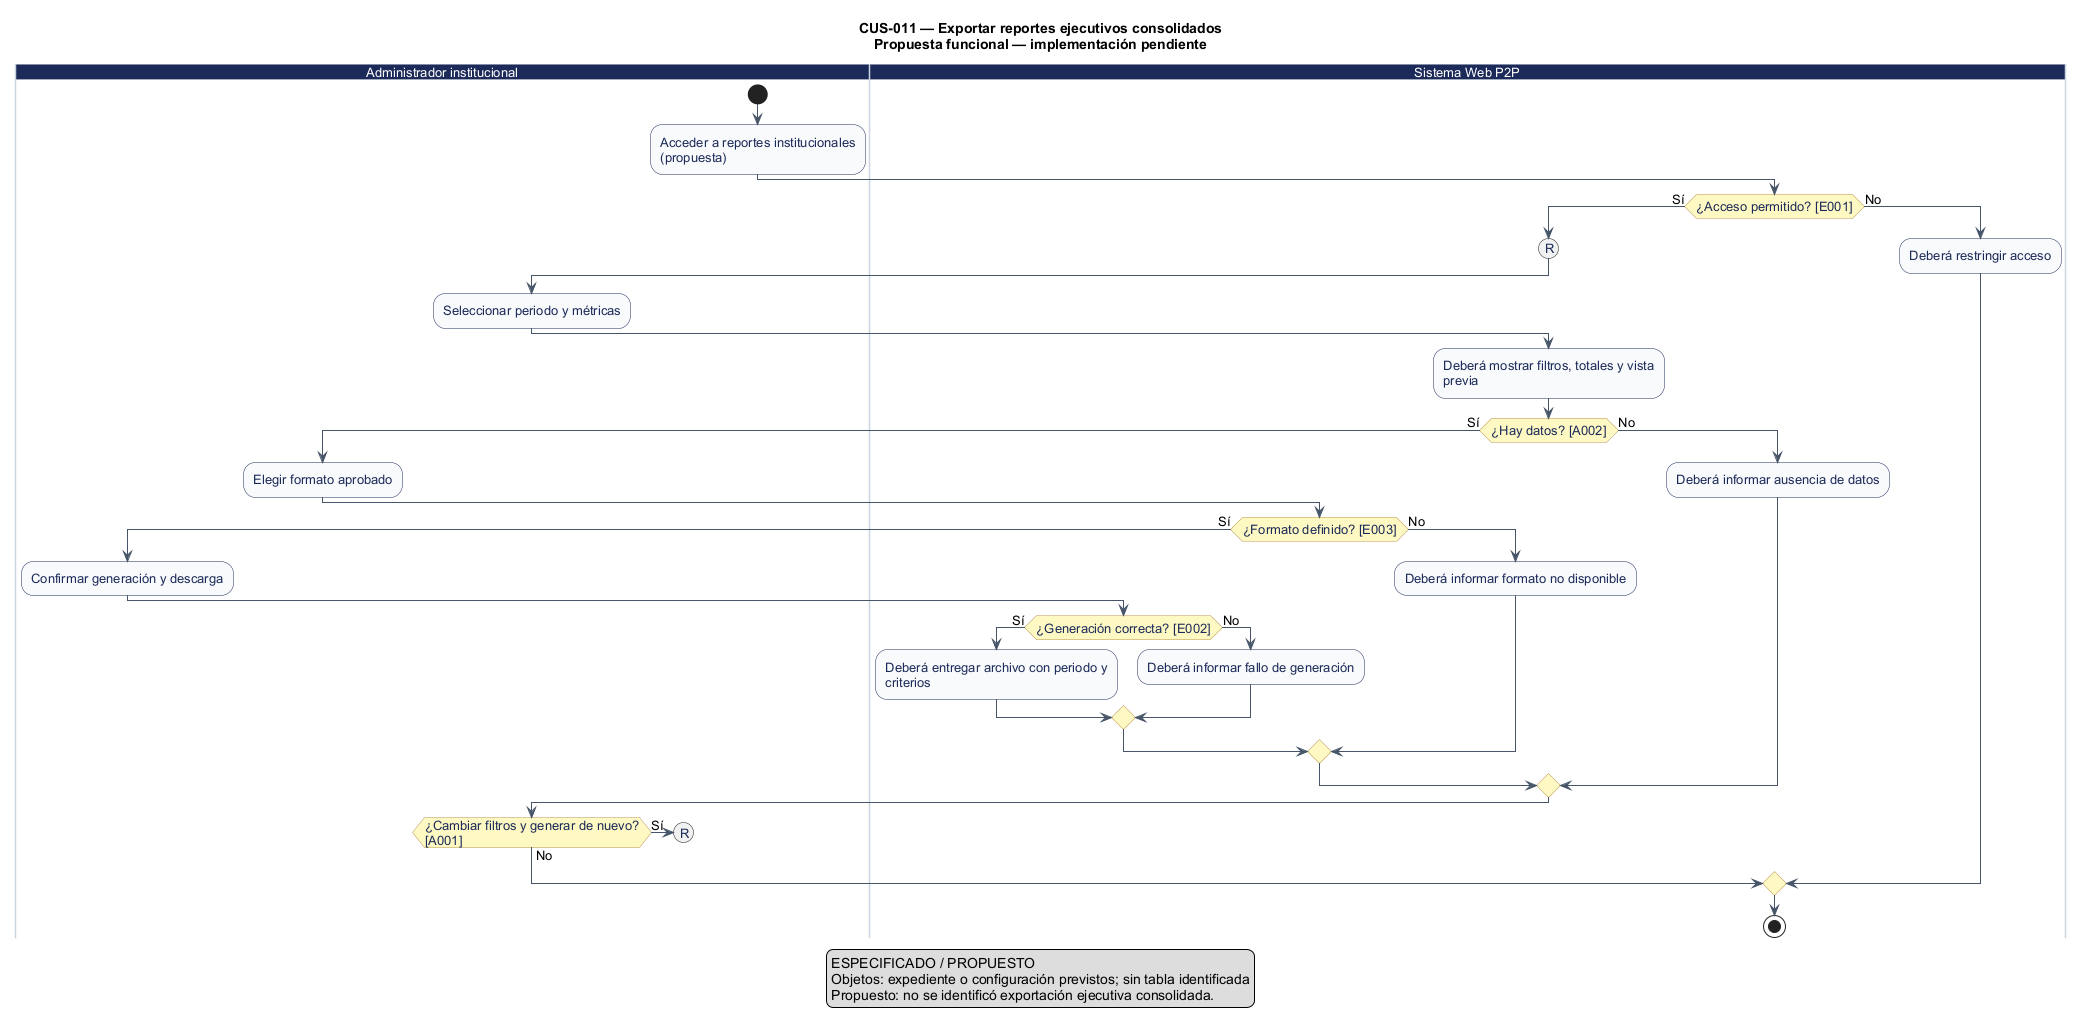 CUS-011 — Exportar reportes ejecutivos consolidados
Propuesta funcional — implementación pendiente
Administrador institucional
Sistema Web P2P
Acceder a reportes institucionales
(propuesta)
Sí
¿Acceso permitido? [E001]
No
R
Deberá restringir acceso
Seleccionar periodo y métricas
Deberá mostrar filtros, totales y vista
previa
Sí
¿Hay datos? [A002]
No
Elegir formato aprobado
Deberá informar ausencia de datos
Sí
¿Formato definido? [E003]
No
Confirmar generación y descarga
Deberá informar formato no disponible
Sí
¿Generación correcta? [E002]
No
Deberá entregar archivo con periodo y
criterios
Deberá informar fallo de generación
¿Cambiar filtros y generar de nuevo?
[A001]
Sí
R
No
ESPECIFICADO / PROPUESTO
Objetos: expediente o configuración previstos; sin tabla identificada
Propuesto: no se identificó exportación ejecutiva consolidada.